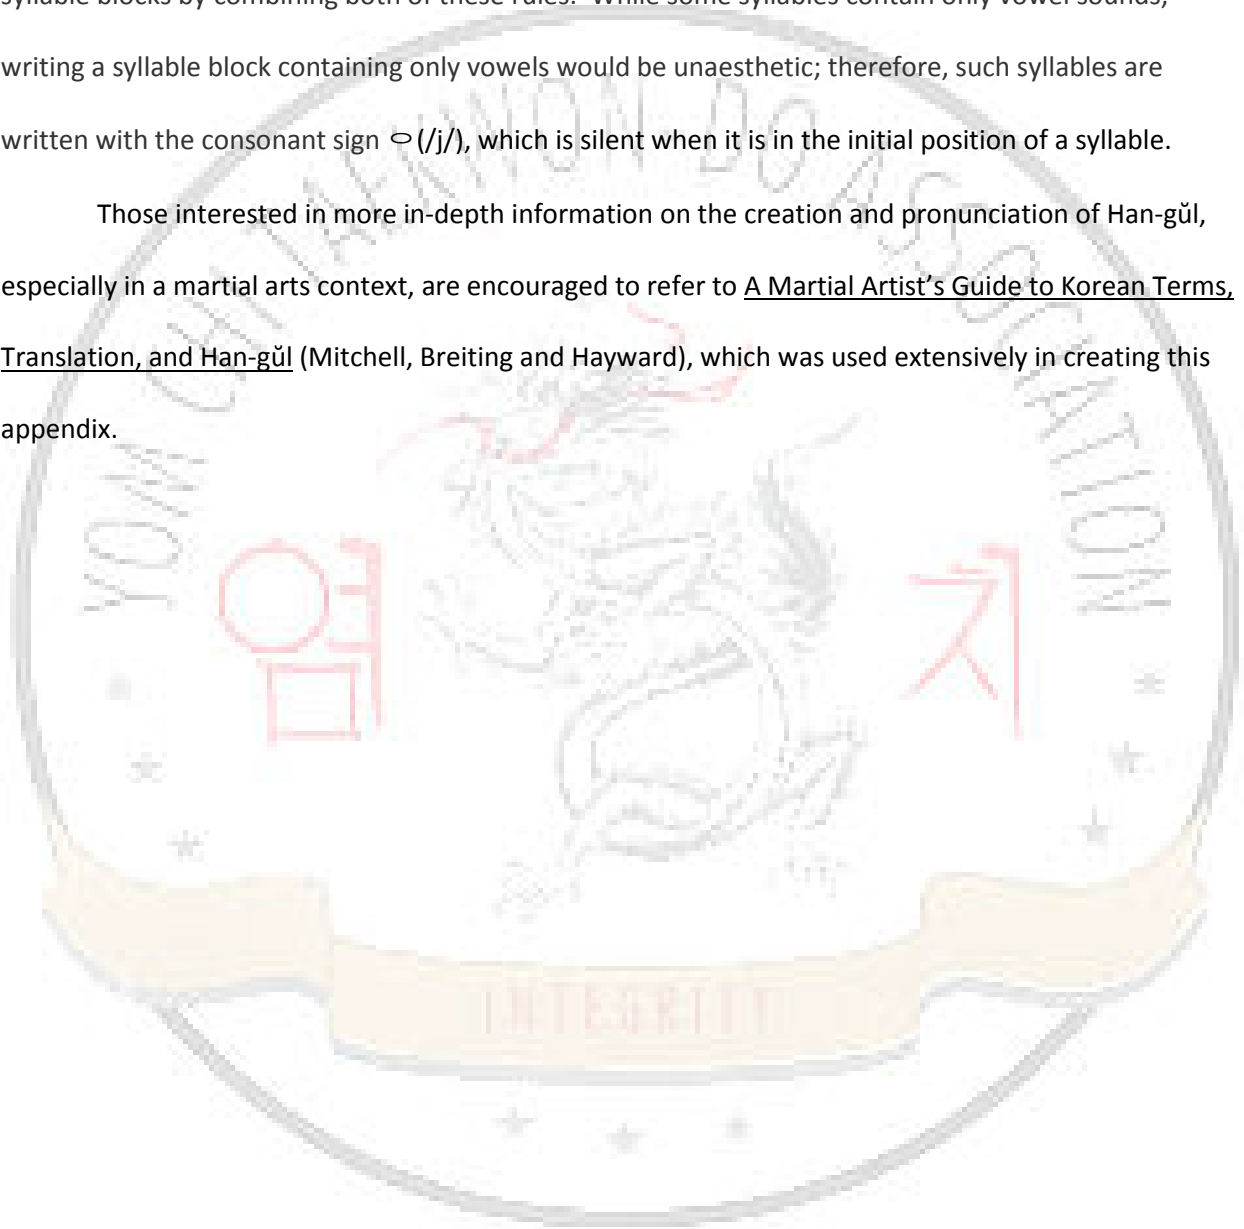 syllable blocks by combining both of these rules.  While some syllables contain only vowel sounds,
writing a syllable block containing only vowels would be unaesthetic; therefore, such syllables are
written with the consonant sign ㅇ(/j/), which is silent when it is in the initial position of a syllable.
Those interested in more in-depth information on the creation and pronunciation of Han-gŭl,
especially in a martial arts context, are encouraged to refer to A Martial Artist’s Guide to Korean Terms,
Translation, and Han-gŭl (Mitchell, Breiting and Hayward), which was used extensively in creating this
appendix.
YOM CHI TAEKWON DO ASSOCIATION
염 치
INTEGRITY